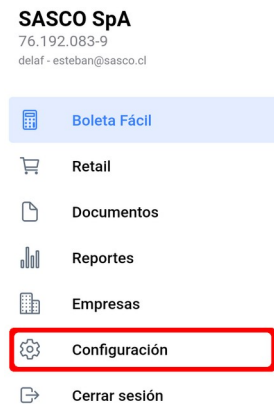 SASCO SpA
76.192.083-9
delaf - esteban@sasco.cl
Boleta Fácil
Retail
Documentos
Reportes
Empresas
Configuración
Cerrar sesión